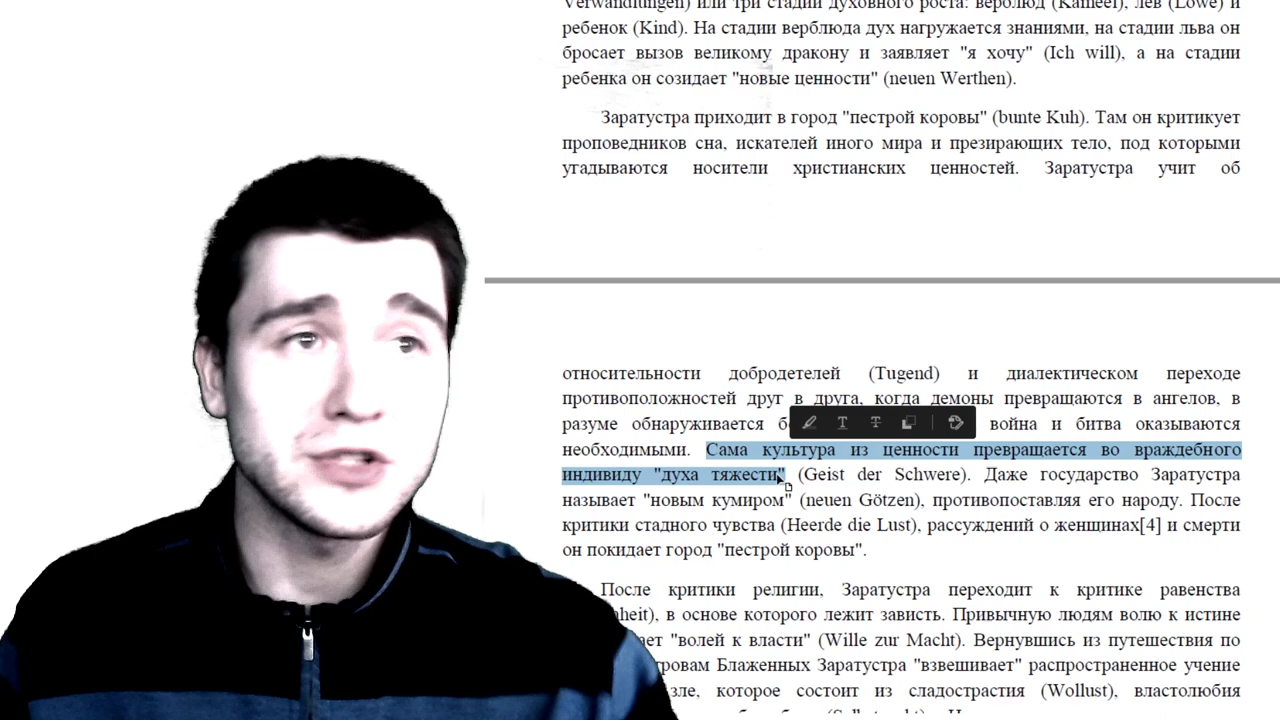 Verwandlungen) или три стадии духовного роста: верблюд (Kameel), лев (Löwe) и
ребенок (Kind). На стадии верблюда дух нагружается знаниями, на стадии льва он
бросает вызов великому дракону и заявляет "я хочу" (Ich will), а на стадии
ребенка он созидает "новые ценности" (neuen Werthen).
Заратустра приходит в город "пестрой коровы" (bunte Kuh). Там он критикует
проповедников сна, искателей иного мира и презирающих тело, под которыми
угадываются носители христианских ценностей. Заратустра учит об
относительности добродетелей (Tugend) и диалектическом переходе
противоположностей друг в друга, когда демоны превращаются в ангелов, в
разуме обнаруживается война и битва оказываются
необходимыми. Сама культура из ценности превращается во враждебного
индивиду "духа тяжести" (Geist der Schwere). Даже государство Заратустра
называет "новым кумиром" (neuen Götzen), противопоставляя его народу. После
критики стадного чувства (Heerde die Lust), рассуждений о женщинах[4] и смерти
он покидает город "пестрой коровы".
После критики религии, Заратустра переходит к критике равенства
heit), в основе которого лежит зависть. Привычную людям волю к истине
ает "волей к власти" (Wille zur Macht). Вернувшись из путешествия по
ровам Блаженных Заратустра "взвешивает" распространенное учение
зле, которое состоит из сладострастия (Wollust), властолюбия